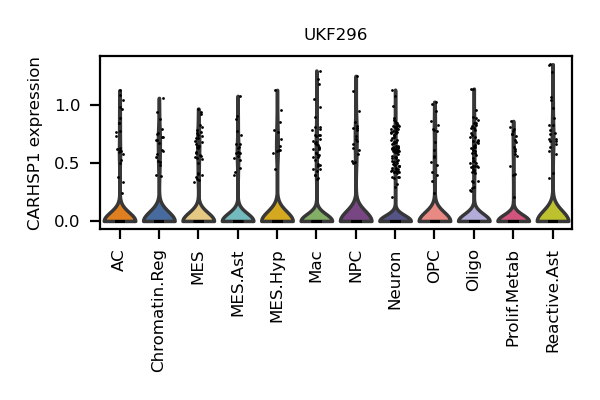 UKF296
CARHSP1 expression
1.0
0.5
0.0
AC
Chromatin.Reg
MES
MES.Ast
MES.Hyp
Mac
NPC
Neuron
OPC
Oligo
Prolif.Metab
Reactive.Ast